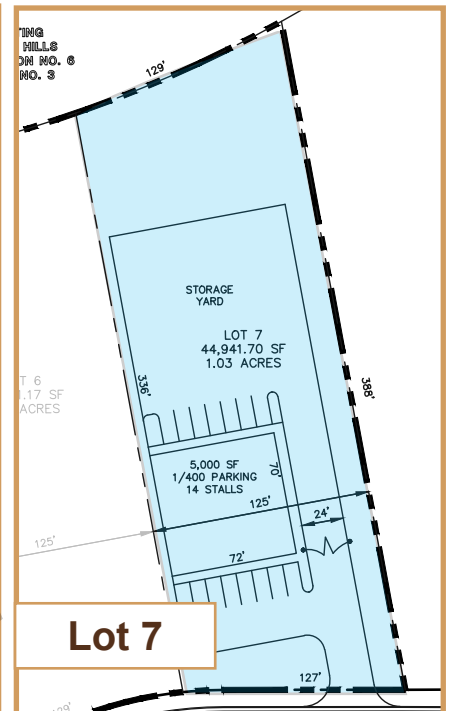 TING
HILLS
ON NO. 6
NO. 3
129'
STORAGE
YARD
LOT 7
44,941.70 SF
1.03 ACRES
336'
388'
T 6
1.17 SF
ACRES
5,000 SF
1/400 PARKING
14 STALLS
70'
125'
24'
125'
72'
Lot 7
127'
129'